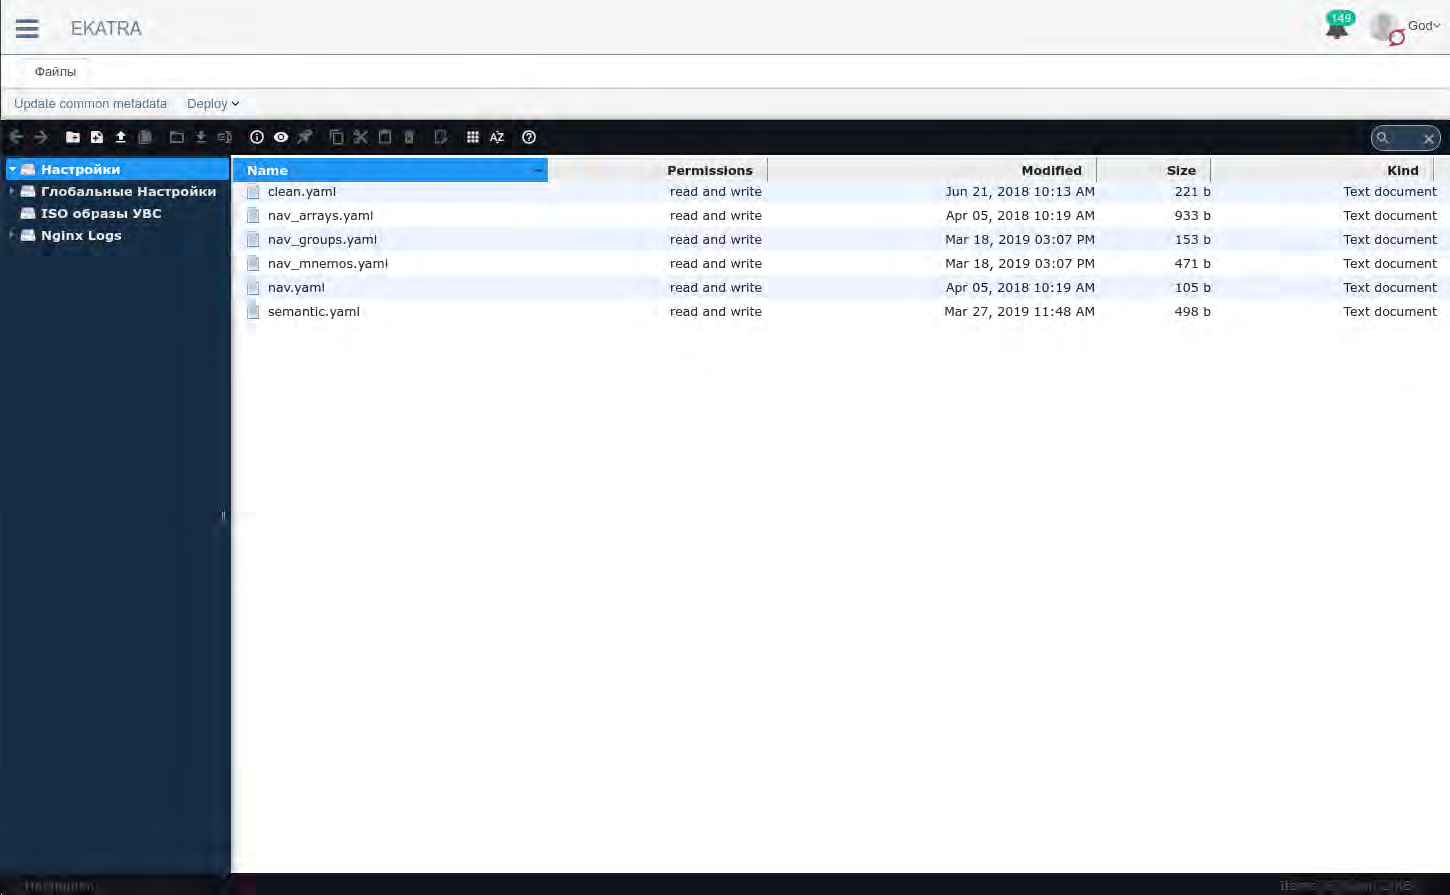 EKATRA
149
God
Файлы
Update common metadata Deploy
Настройки
Глобальные Настройки
ISO образы УВС
Nginx Logs
Name Permissions Modified Size Kind
clean.yaml read and write Jun 21, 2018 10:13 AM 221 b Text document
nav_arrays.yaml read and write Apr 05, 2018 10:19 AM 933 b Text document
nav_groups.yaml read and write Mar 18, 2019 03:07 PM 153 b Text document
nav_mnemos.yaml read and write Mar 18, 2019 03:07 PM 471 b Text document
nav.yaml read and write Apr 05, 2018 10:19 AM 105 b Text document
semantic.yaml read and write Mar 27, 2019 11:48 AM 498 b Text document